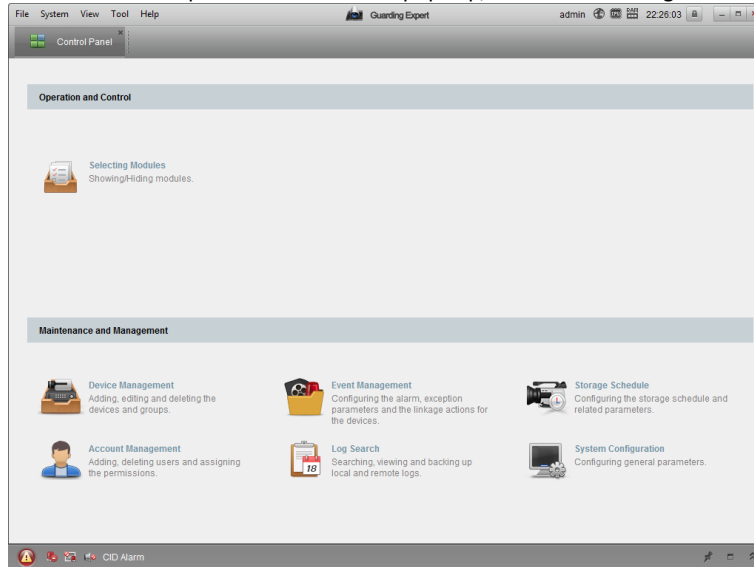 File System View Tool Help Guarding Expert admin 22:26:03
Control Panel
Operation and Control
Selecting Modules
Showing/Hiding modules.
Maintenance and Management
Device Management
Adding, editing and deleting the
devices and groups.
Event Management
Configuring the alarm, exception
parameters and the linkage actions for
the devices.
Storage Schedule
Configuring the storage schedule and
related parameters.
Account Management
Adding, deleting users and assigning
the permissions.
18
Log Search
Searching, viewing and backing up
local and remote logs.
System Configuration
Configuring general parameters.
CID Alarm